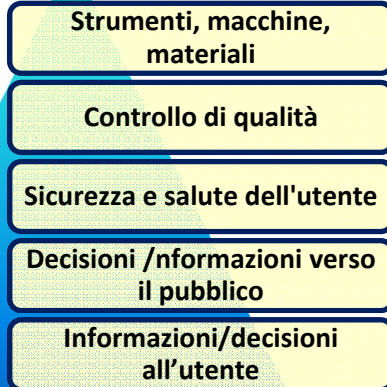 Strumenti, macchine,
materiali
Controllo di qualità
Sicurezza e salute dell'utente
Decisioni /nformazioni verso
il pubblico
Informazioni/decisioni
all’utente